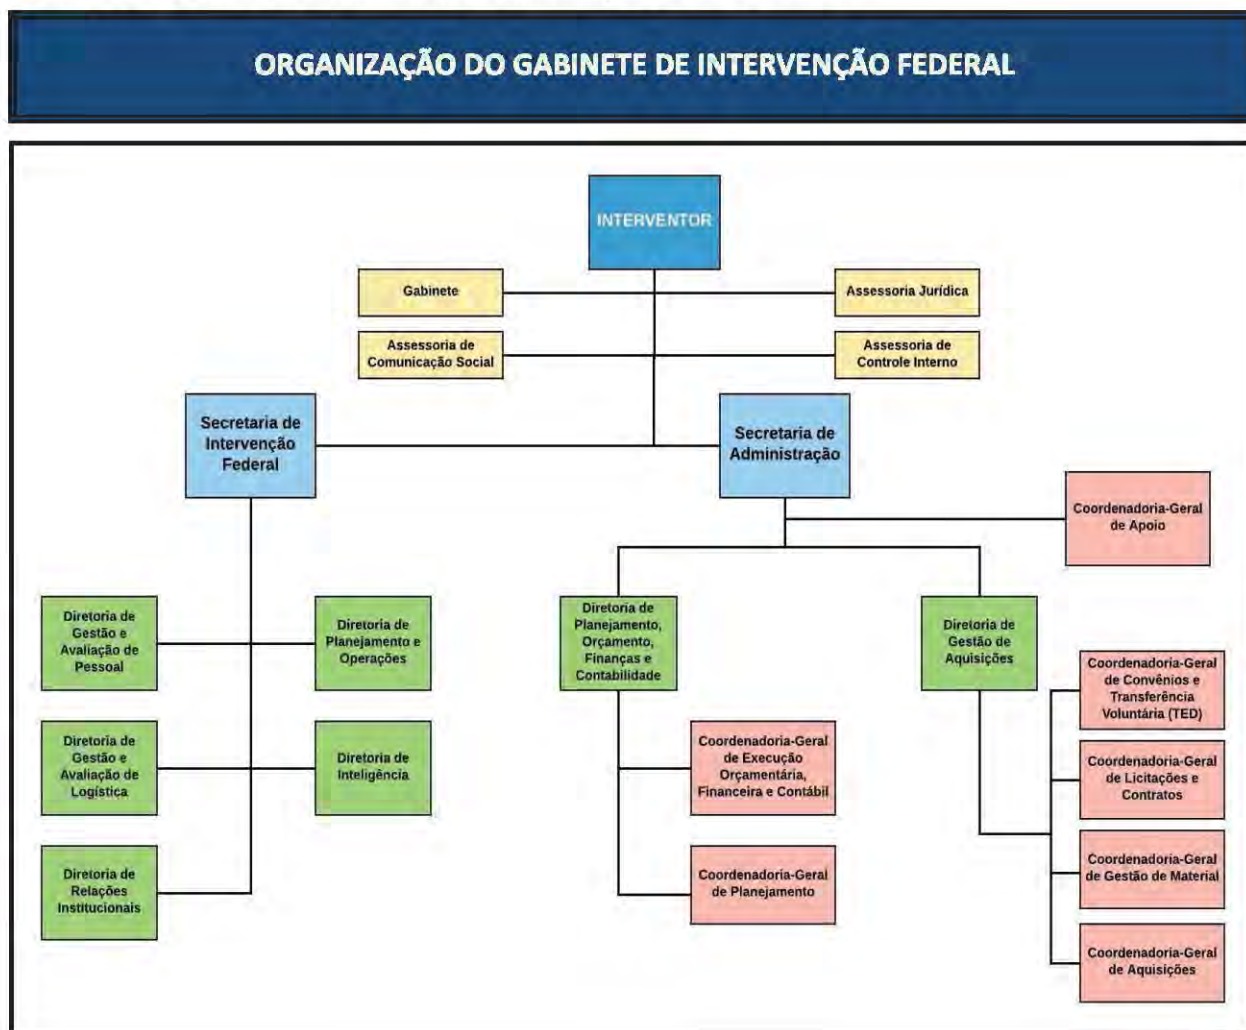 ORGANIZAÇÃO DO GABINETE DE INTERVENÇÃO FEDERAL
INTERVENTOR
Gabinete
Assessoria Jurídica
Assessoria de
Comunicação Social
Assessoria de
Controle Interno
Secretaria de
Intervenção
Federal
Secretaria de
Administração
Coordenadoria-Geral
de Apoio
Diretoria de
Gestão e
Avaliação de
Pessoal
Diretoria de
Planejamento e
Operações
Diretoria de
Planejamento,
Orçamento,
Finanças e
Contabilidade
Diretoria de
Gestão de
Aquisições
Coordenadoria-Geral
de Convênios e
Transferência
Voluntária (TED)
Diretoria de
Gestão e
Avaliação de
Logística
Diretoria de
Inteligência
Coordenadoria-Geral
de Execução
Orçamentária,
Financeira e Contábil
Coordenadoria-Geral
de Licitações e
Contratos
Diretoria de
Relações
Institucionais
Coordenadoria-Geral
de Planejamento
Coordenadoria-Geral
de Gestão de Material
Coordenadoria-Geral
de Aquisições